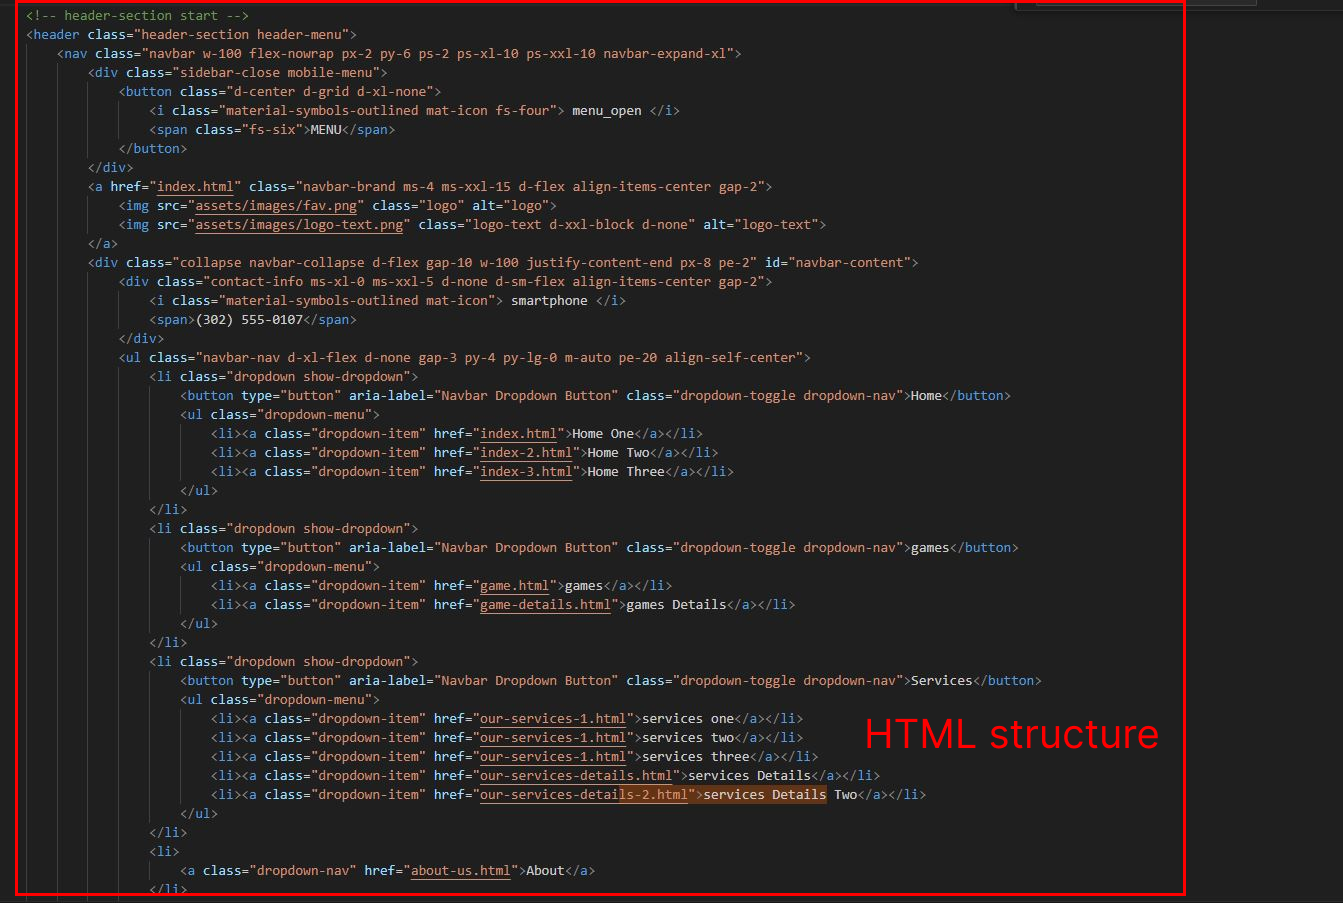 <!-- header-section start -->
<header class="header-section header-menu">
<nav class="navbar w-100 flex-nowrap px-2 py-6 ps-2 ps-xl-10 ps-xxl-10 navbar-expand-xl">
<div class="sidebar-close mobile-menu">
<button class="d-center d-grid d-xl-none">
<i class="material-symbols-outlined mat-icon fs-four"> menu_open </i>
<span class="fs-six">MENU</span>
</button>
</div>
<a href="index.html" class="navbar-brand ms-4 ms-xxl-15 d-flex align-items-center gap-2">
<img src="assets/images/fav.png" class="logo" alt="logo">
<img src="assets/images/logo-text.png" class="logo-text d-xxl-block d-none" alt="logo-text">
</a>
<div class="collapse navbar-collapse d-flex gap-10 w-100 justify-content-end px-8 pe-2" id="navbar-content">
<div class="contact-info ms-xl-0 ms-xxl-5 d-none d-sm-flex align-items-center gap-2">
<i class="material-symbols-outlined mat-icon"> smartphone </i>
<span>(302) 555-0107</span>
</div>
<ul class="navbar-nav d-xl-flex d-none gap-3 py-4 py-lg-0 m-auto pe-20 align-self-center">
<li class="dropdown show-dropdown">
<button type="button" aria-label="Navbar Dropdown Button" class="dropdown-toggle dropdown-nav">Home</button>
<ul class="dropdown-menu">
<li><a class="dropdown-item" href="index.html">Home One</a></li>
<li><a class="dropdown-item" href="index-2.html">Home Two</a></li>
<li><a class="dropdown-item" href="index-3.html">Home Three</a></li>
</ul>
</li>
<li class="dropdown show-dropdown">
<button type="button" aria-label="Navbar Dropdown Button" class="dropdown-toggle dropdown-nav">games</button>
<ul class="dropdown-menu">
<li><a class="dropdown-item" href="game.html">games</a></li>
<li><a class="dropdown-item" href="game-details.html">games Details</a></li>
</ul>
</li>
<li class="dropdown show-dropdown">
<button type="button" aria-label="Navbar Dropdown Button" class="dropdown-toggle dropdown-nav">Services</button>
<ul class="dropdown-menu">
<li><a class="dropdown-item" href="our-services-1.html">services one</a></li>
<li><a class="dropdown-item" href="our-services-1.html">services two</a></li>
<li><a class="dropdown-item" href="our-services-1.html">services three</a></li>
<li><a class="dropdown-item" href="our-services-details.html">services Details</a></li>
<li><a class="dropdown-item" href="our-services-details-2.html">services Details Two</a></li>
</ul>
</li>
<li>
<a class="dropdown-nav" href="about-us.html">About</a>
</li>
HTML structure